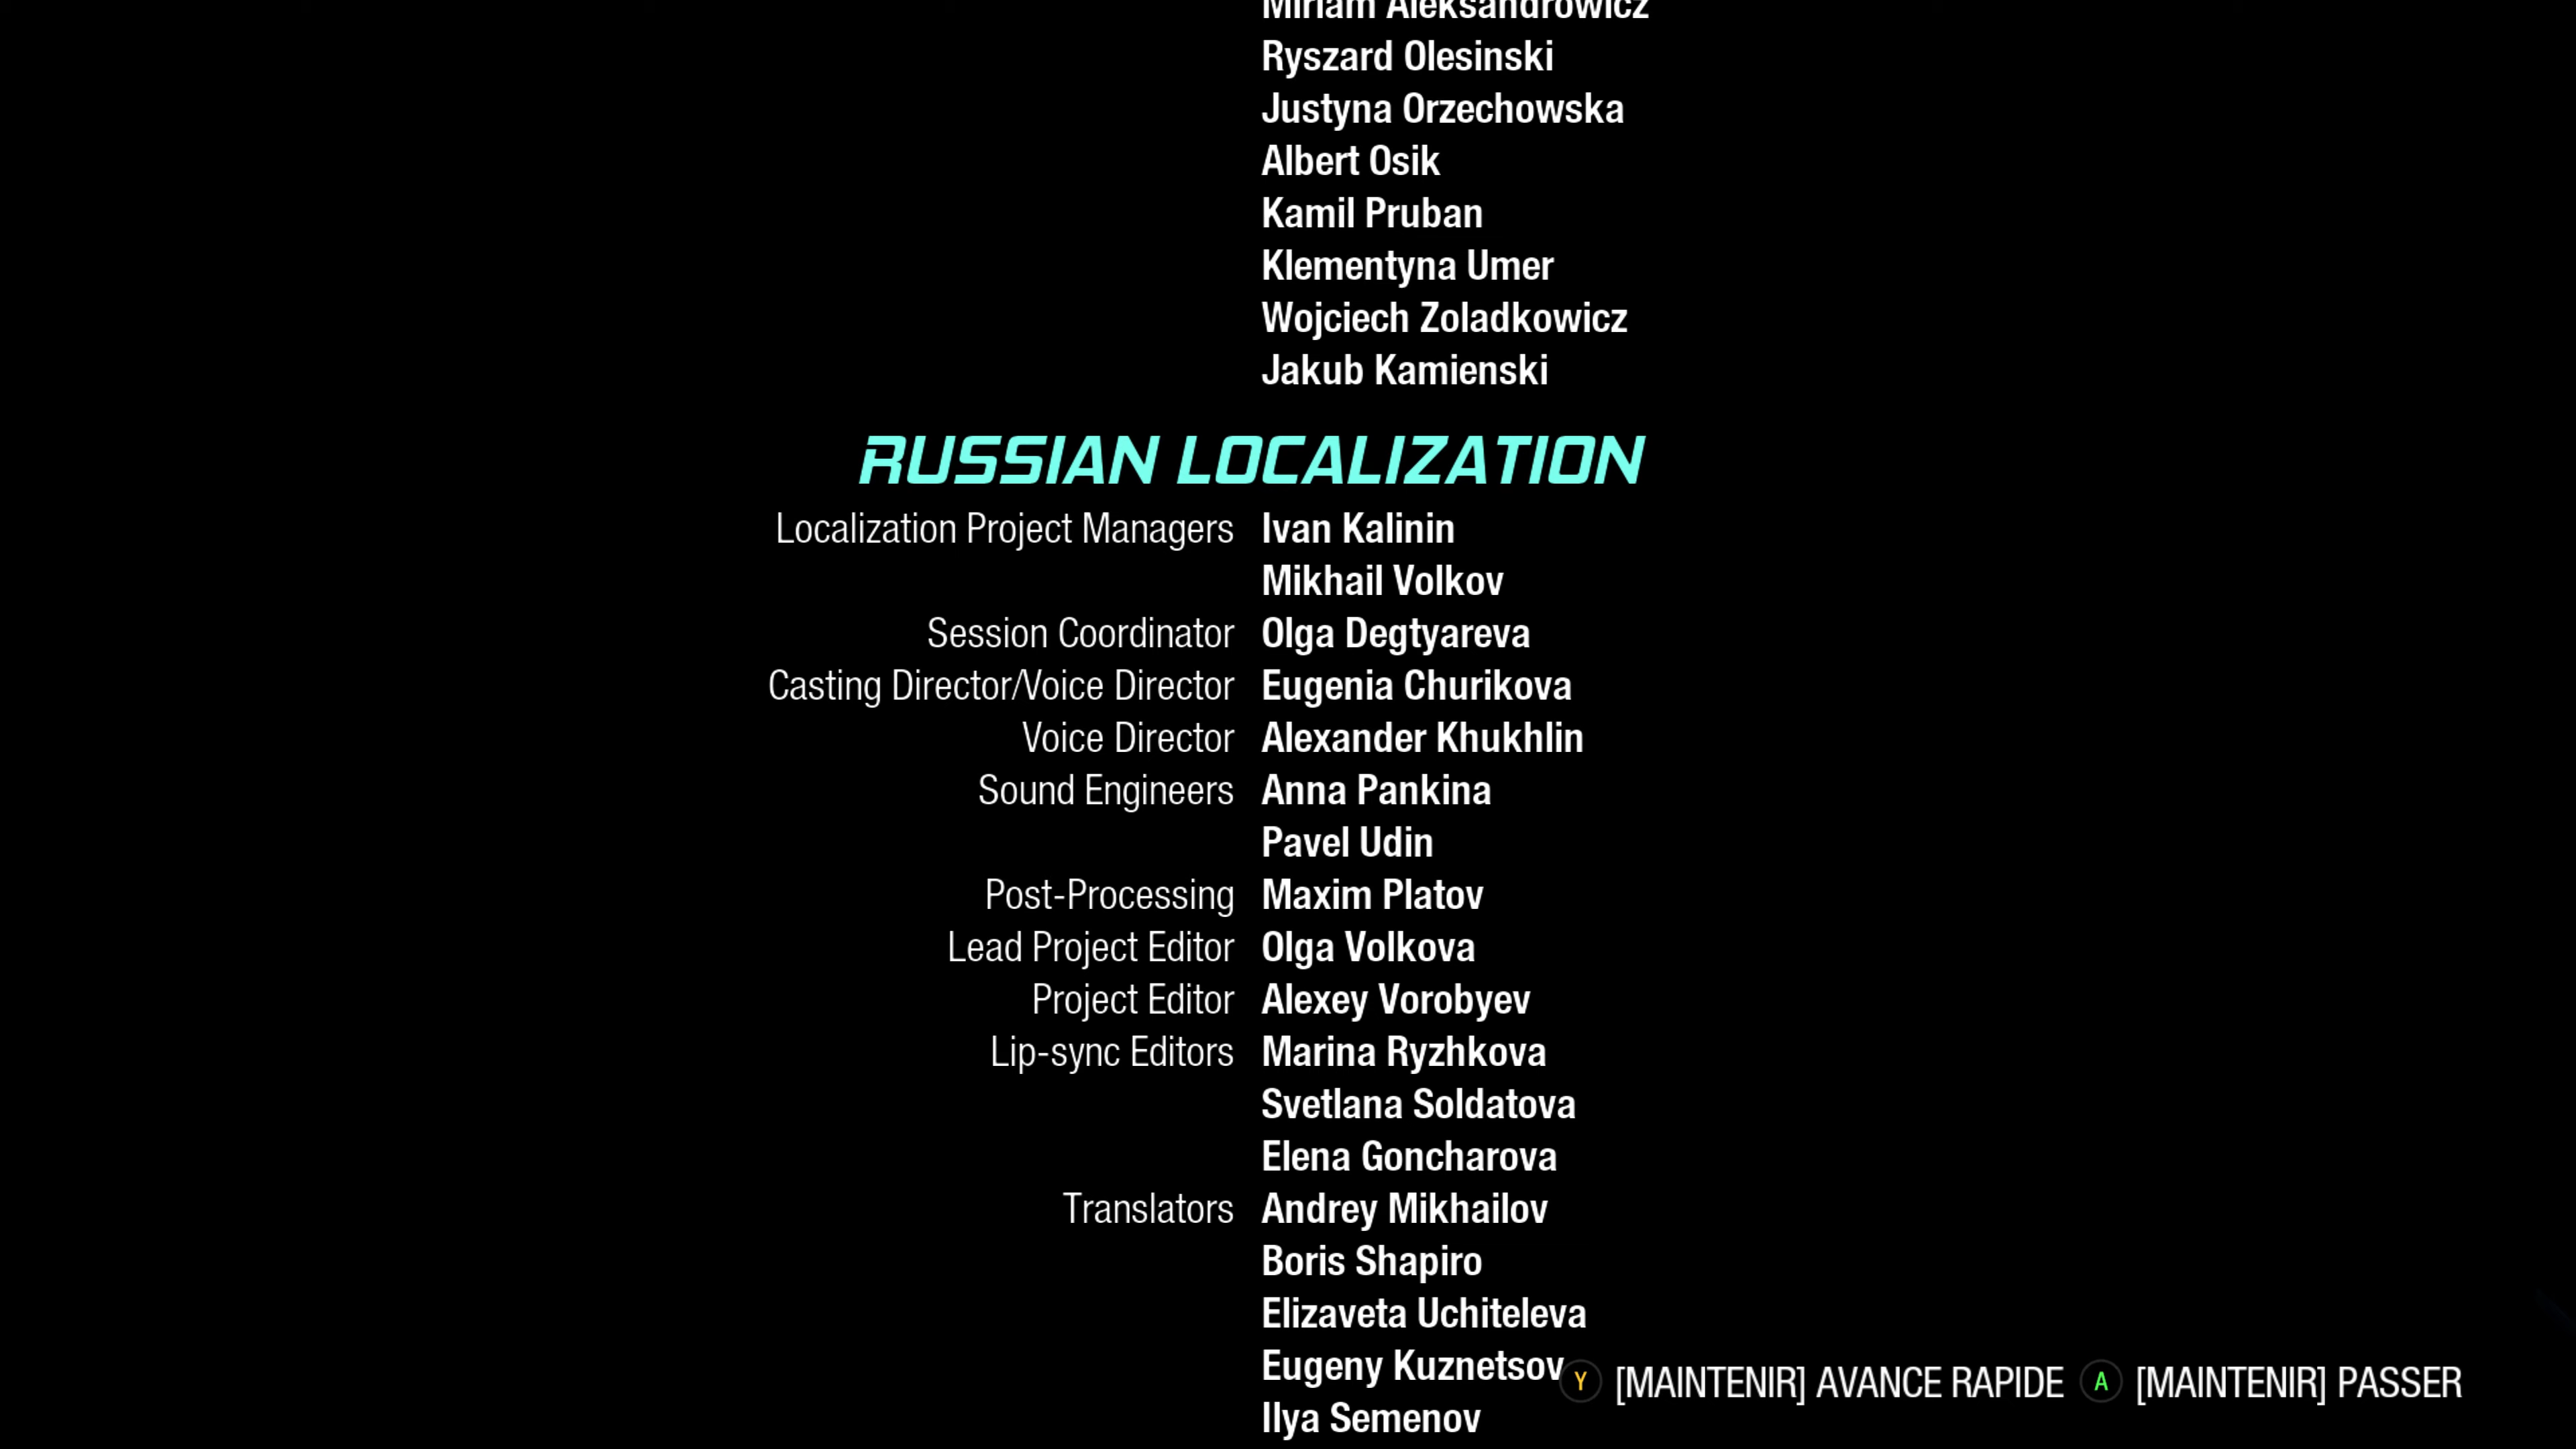 Miriam Aleksandrowicz
Ryszard Olesinski
Justyna Orzechowska
Albert Osik
Kamil Pruban
Klementyna Umer
Wojciech Zoladkowicz
Jakub Kamienski
RUSSIAN LOCALIZATION
Localization Project Managers Ivan Kalinin
Mikhail Volkov
Session Coordinator Olga Degtyareva
Casting Director/Voice Director Eugenia Churikova
Voice Director Alexander Khukhlin
Sound Engineers Anna Pankina
Pavel Udin
Post-Processing Maxim Platov
Lead Project Editor Olga Volkova
Project Editor Alexey Vorobyev
Lip-sync Editors Marina Ryzhkova
Svetlana Soldatova
Elena Goncharova
Translators Andrey Mikhailov
Boris Shapiro
Elizaveta Uchiteleva
Eugeny Kuznetsov
Y [MAINTENIR] AVANCE RAPIDE A [MAINTENIR] PASSER
Ilya Semenov